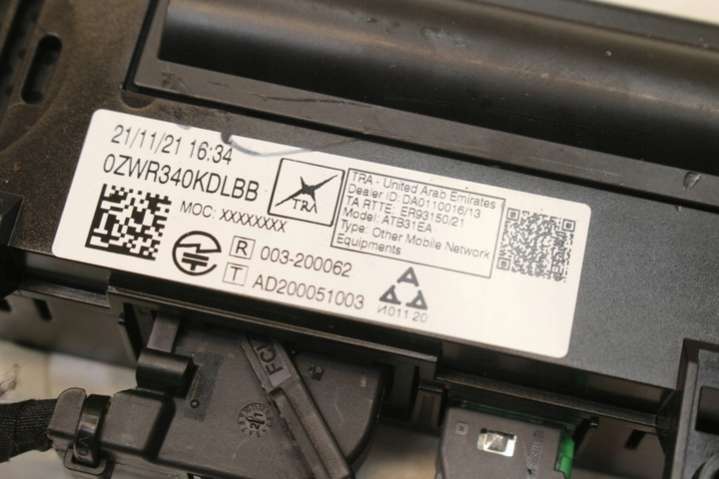 21/11/21 16:34
0ZWR340KDLBB
MOC: XXXXXXXX
TRA
TRA - United Arab Emirates
Dealer ID: DA0110016/13
TA RTTE: ER93150/21
Model: ATB31EA
Type: Other Mobile Network
Equipments
R 003-200062
T AD200051003
И011 20
FCI